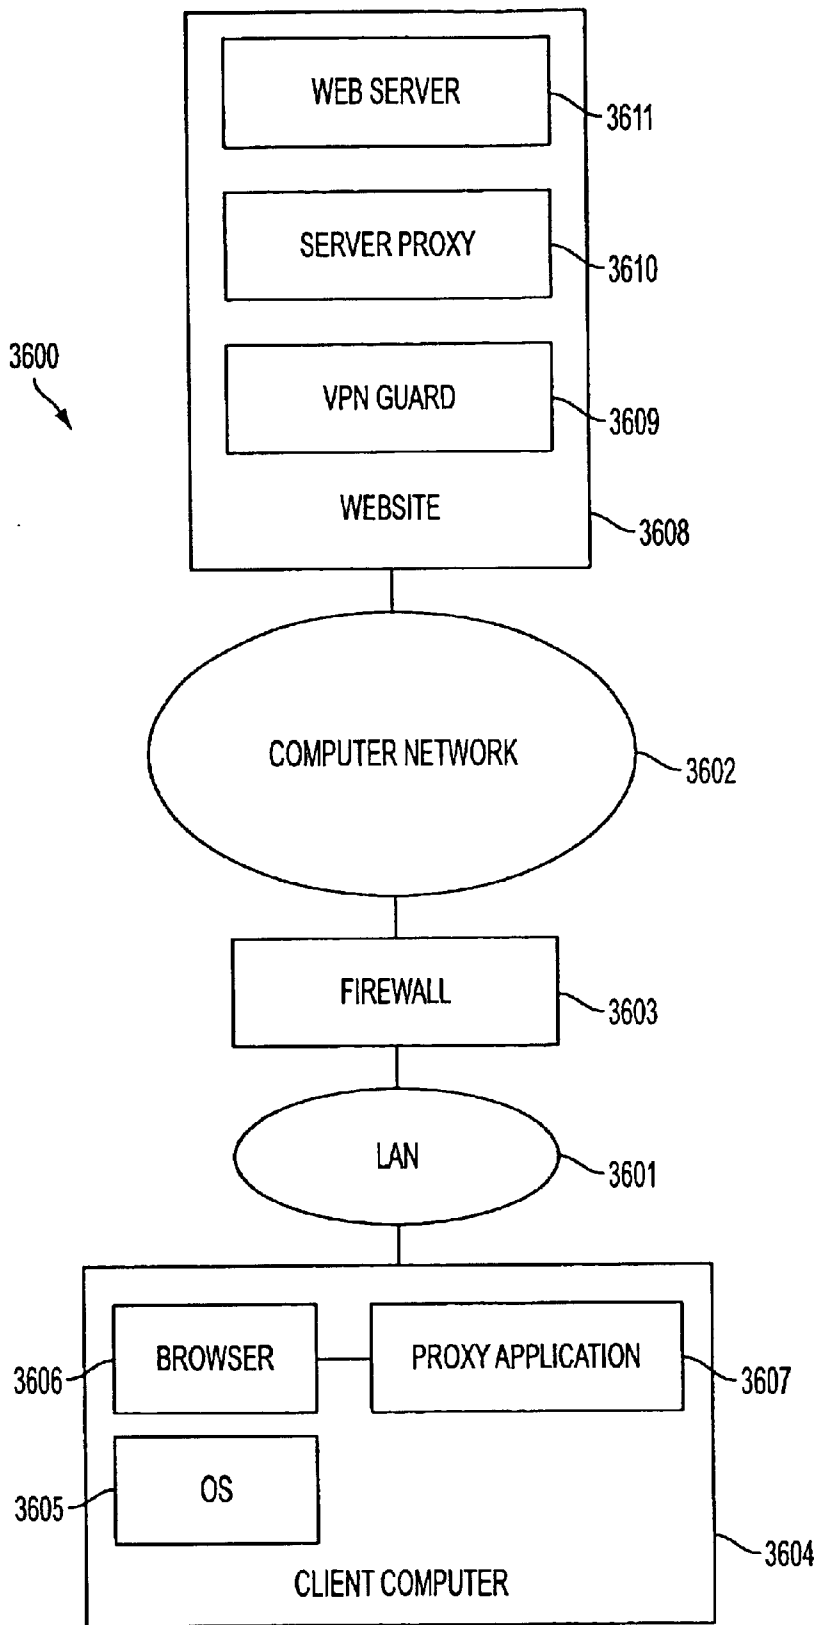 WEB SERVER
3611
SERVER PROXY
3610
3600
VPN GUARD
3609
WEBSITE
3608
COMPUTER NETWORK
3602
FIREWALL
3603
LAN
3601
BROWSER
PROXY APPLICATION
3606
3607
OS
3605
3604
CLIENT COMPUTER